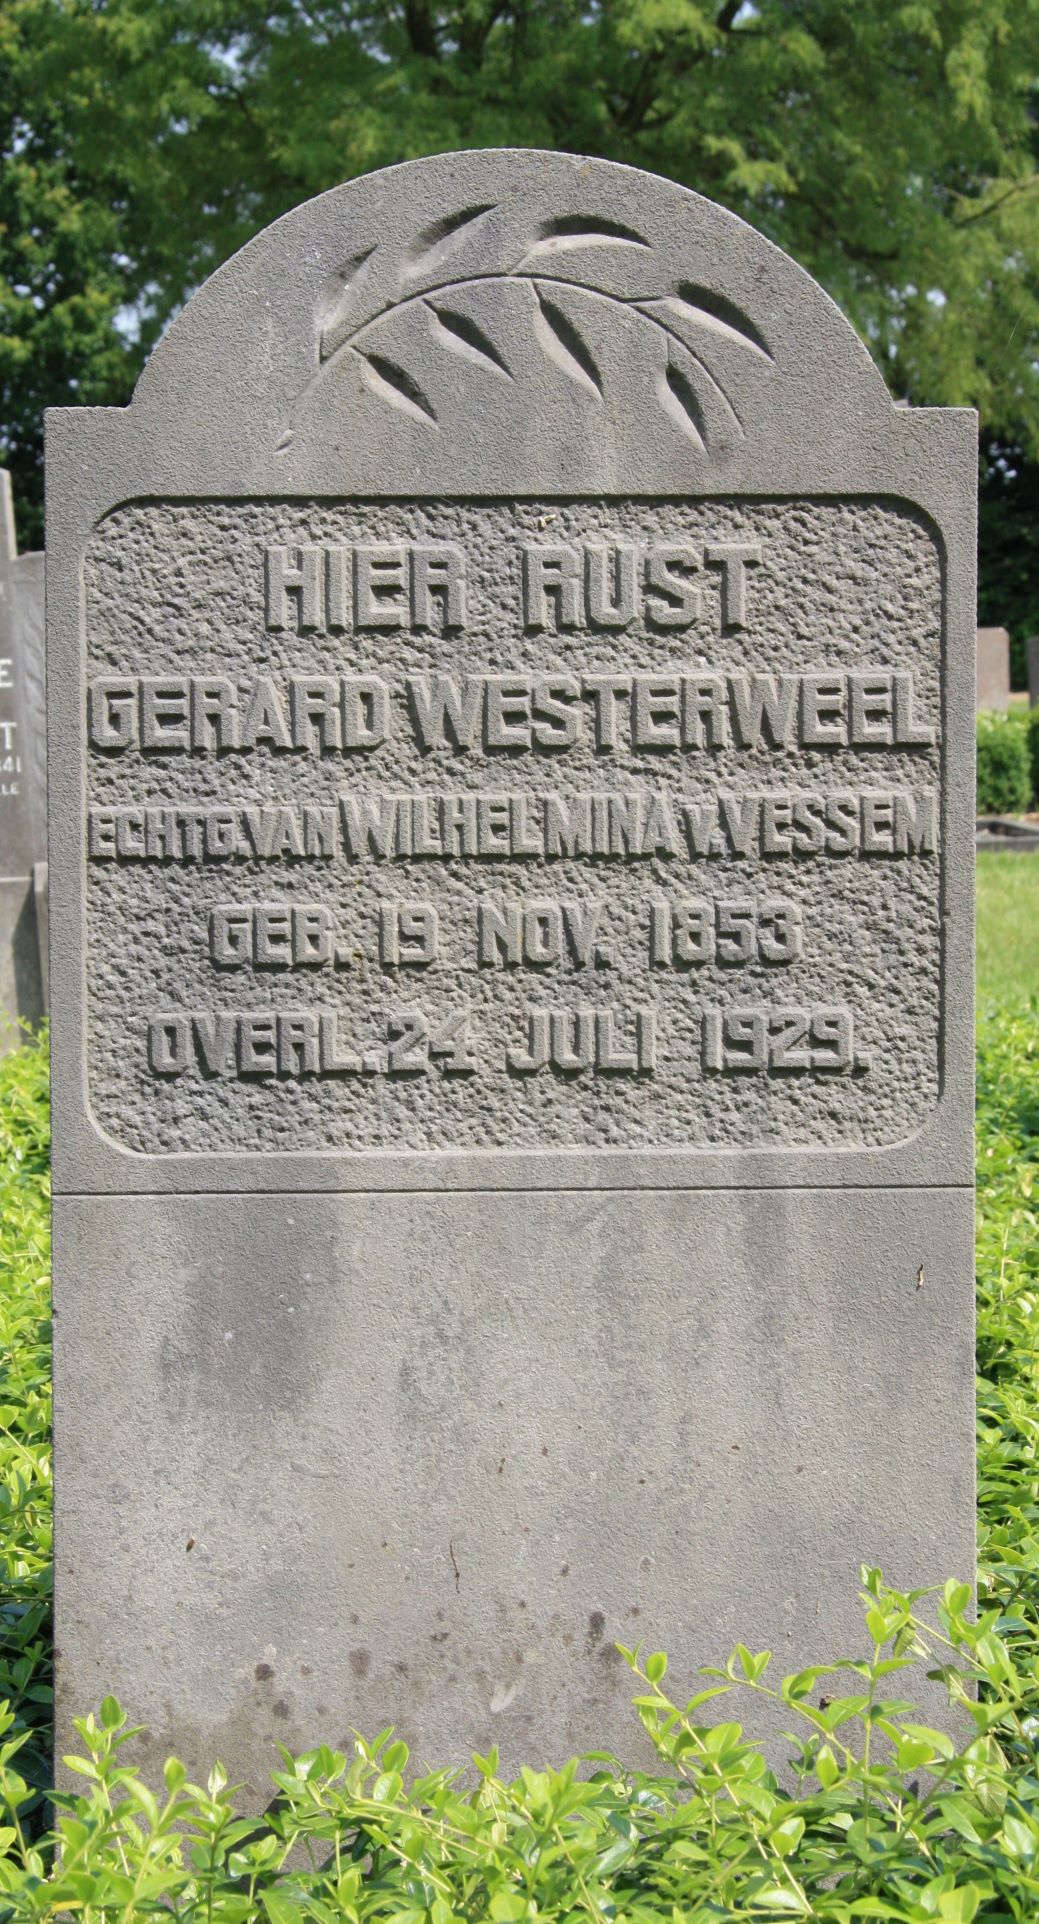 HIER RUST
GERARD WESTERWEEL
ECHTG. VAN WILHELMINA V. VESSEM
GEB. 19 NOV. 1853
OVERL. 24 JULI 1929.